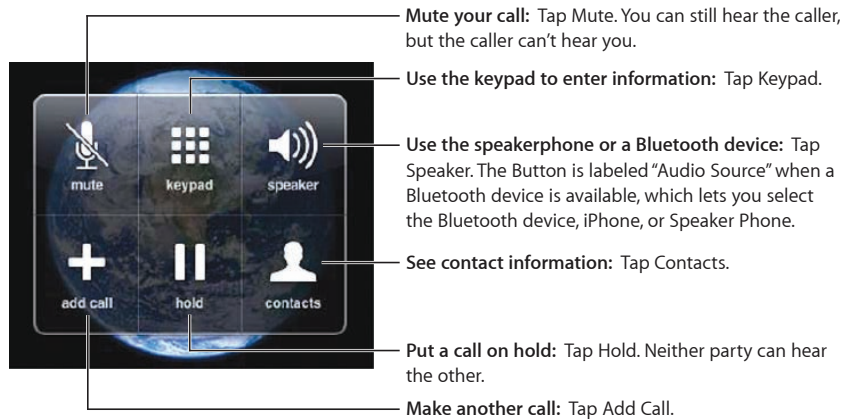 Mute your call: Tap Mute. You can still hear the caller,
but the caller can't hear you.
Use the keypad to enter information: Tap Keypad.
Use the speakerphone or a Bluetooth device: Tap
Speaker. The Button is labeled “Audio Source” when a
Bluetooth device is available, which lets you select
the Bluetooth device, iPhone, or Speaker Phone.
See contact information: Tap Contacts.
Put a call on hold: Tap Hold. Neither party can hear
the other.
Make another call: Tap Add Call.
mute
keypad
speaker
add call
hold
contacts